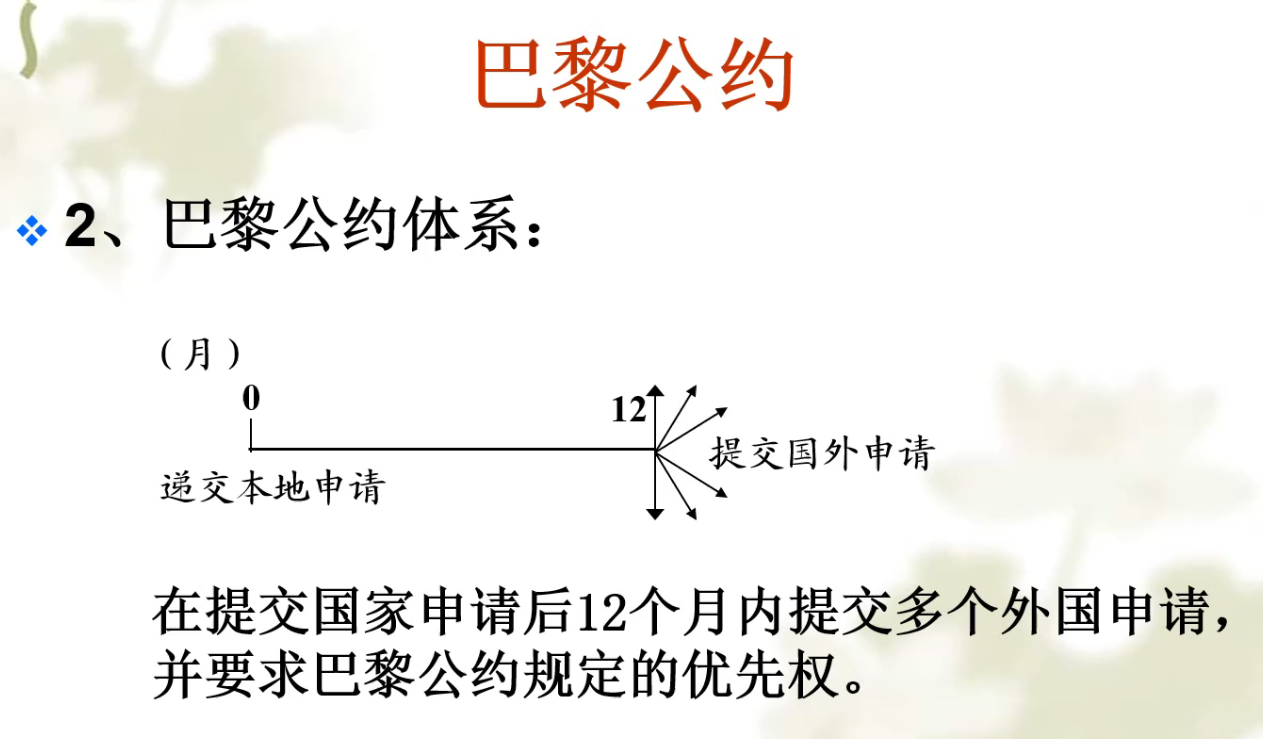 巴黎公约
2、巴黎公约体系：
（月）
0
12
提交国外申请
递交本地申请
在提交国家申请后12个月内提交多个外国申请，
并要求巴黎公约规定的优先权。